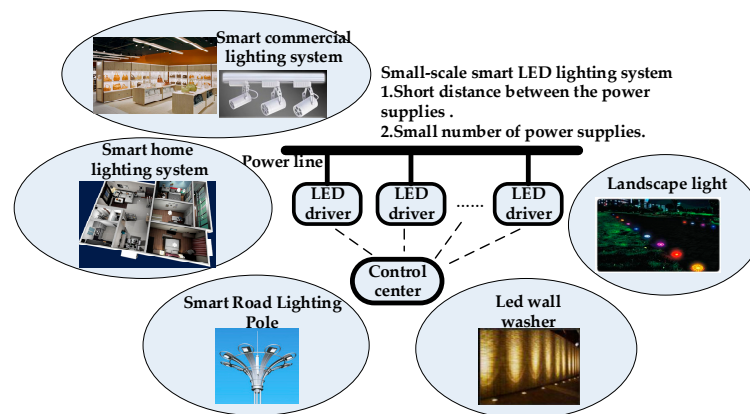 Smart commercial
lighting system
Small-scale smart LED lighting system
1.Short distance between the power
supplies .
2.Small number of power supplies.
Smart home
lighting system
Power line
LED
driver
LED
driver
......
LED
driver
Landscape light
Control
center
Smart Road Lighting
Pole
Led wall
washer